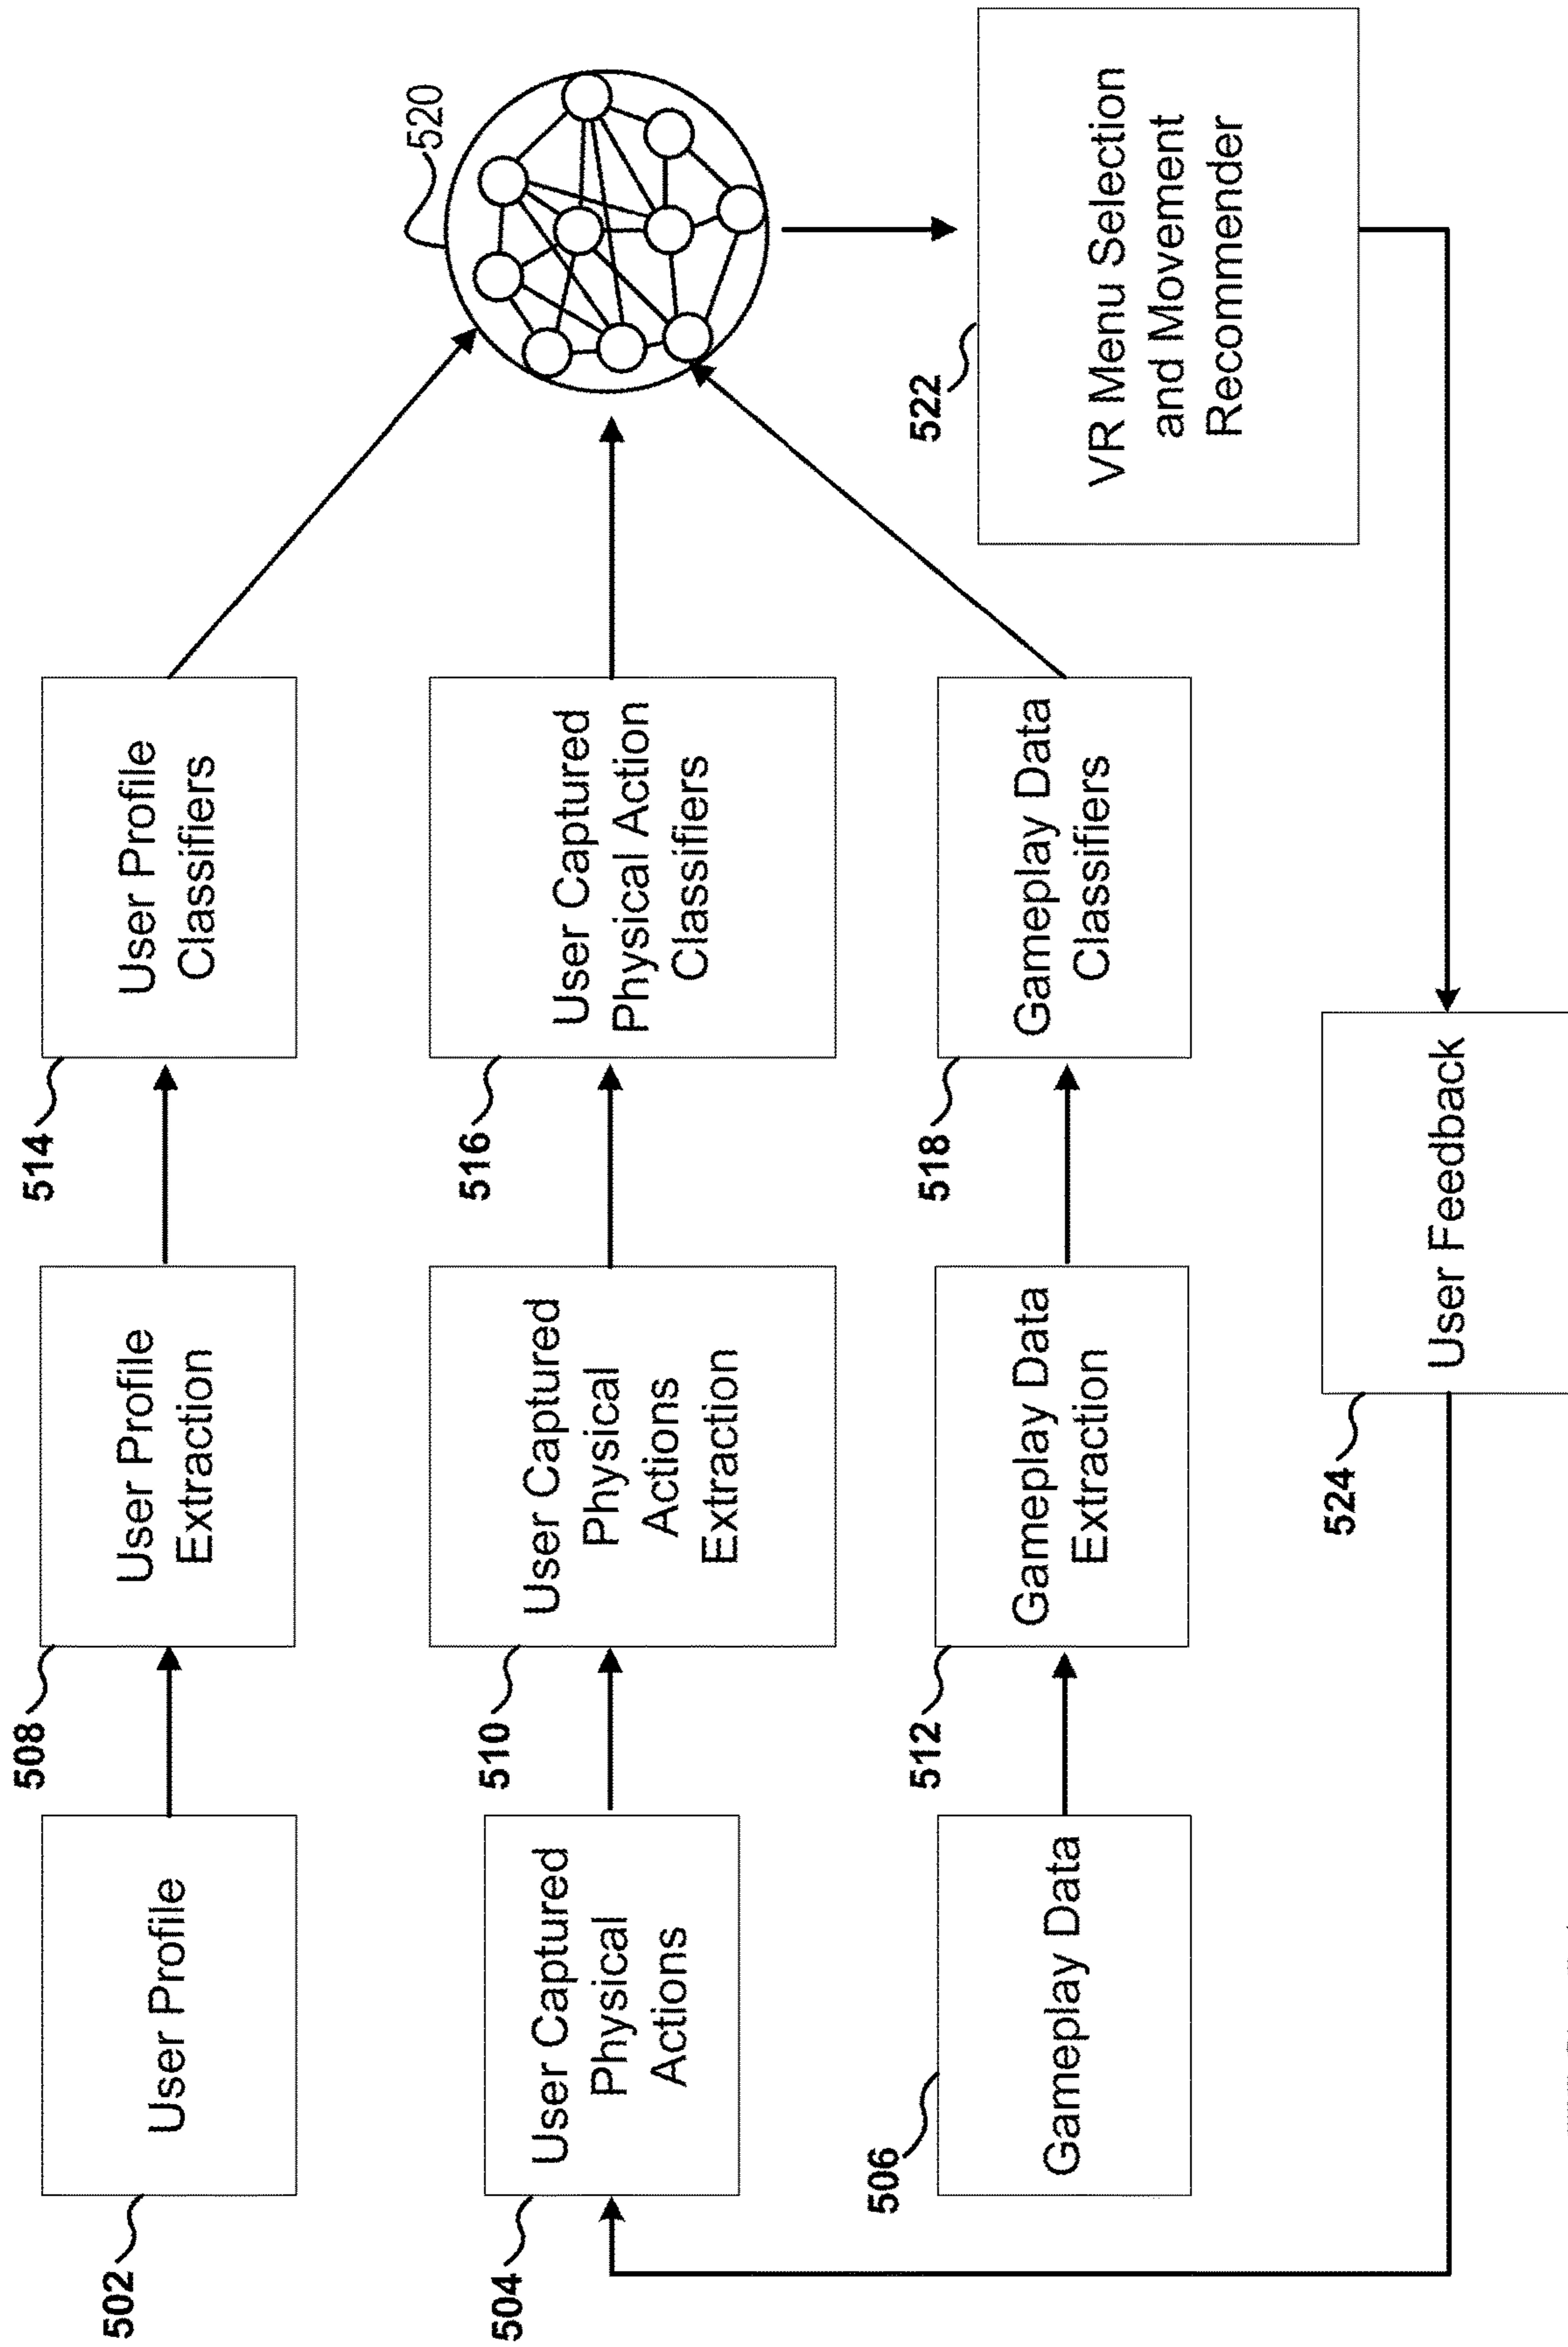 502
User Profile
508
User Profile
Extraction
514
User Profile
Classifiers
504
User Captured
Physical
Actions
510
User Captured
Physical
Actions
Extraction
516
User Captured
Physical Action
Classifiers
520
506
Gameplay Data
512
Gameplay Data
Extraction
518
Gameplay Data
Classifiers
522
VR Menu Selection
and Movement
Recommender
524
User Feedback